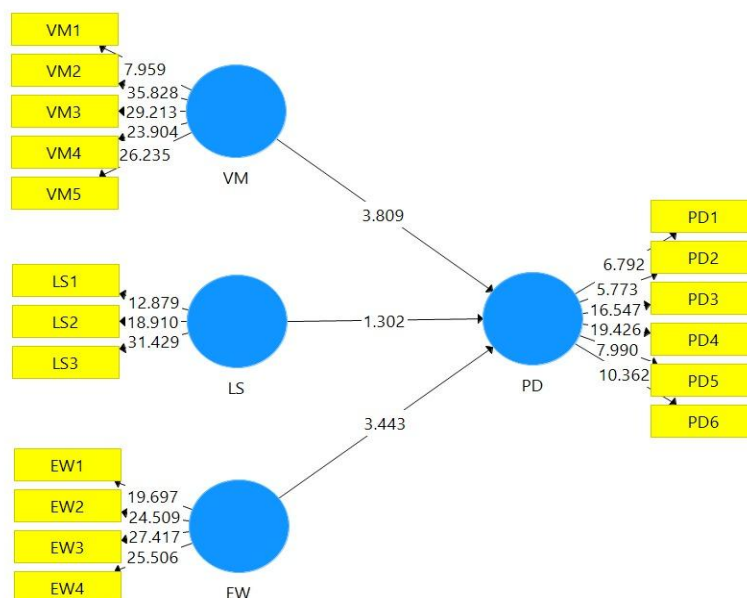 VM1
VM2
VM3
VM4
VM5
7.959
35.828
29.213
23.904
26.235
VM
3.809
LS1
LS2
LS3
12.879
18.910
31.429
LS
1.302
EW1
EW2
EW3
EW4
19.697
24.509
27.417
25.506
EW
3.443
PD
6.792
5.773
16.547
19.426
7.990
10.362
PD1
PD2
PD3
PD4
PD5
PD6